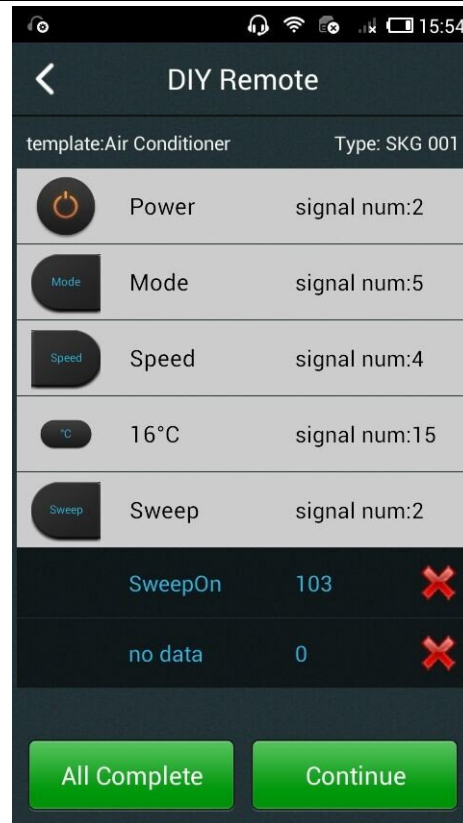 15:54
DIY Remote
template:Air Conditioner Type: SKG 001
Power signal num:2
Mode Mode signal num:5
Speed Speed signal num:4
°C 16°C signal num:15
Sweep Sweep signal num:2
SweepOn 103
no data 0
All Complete Continue